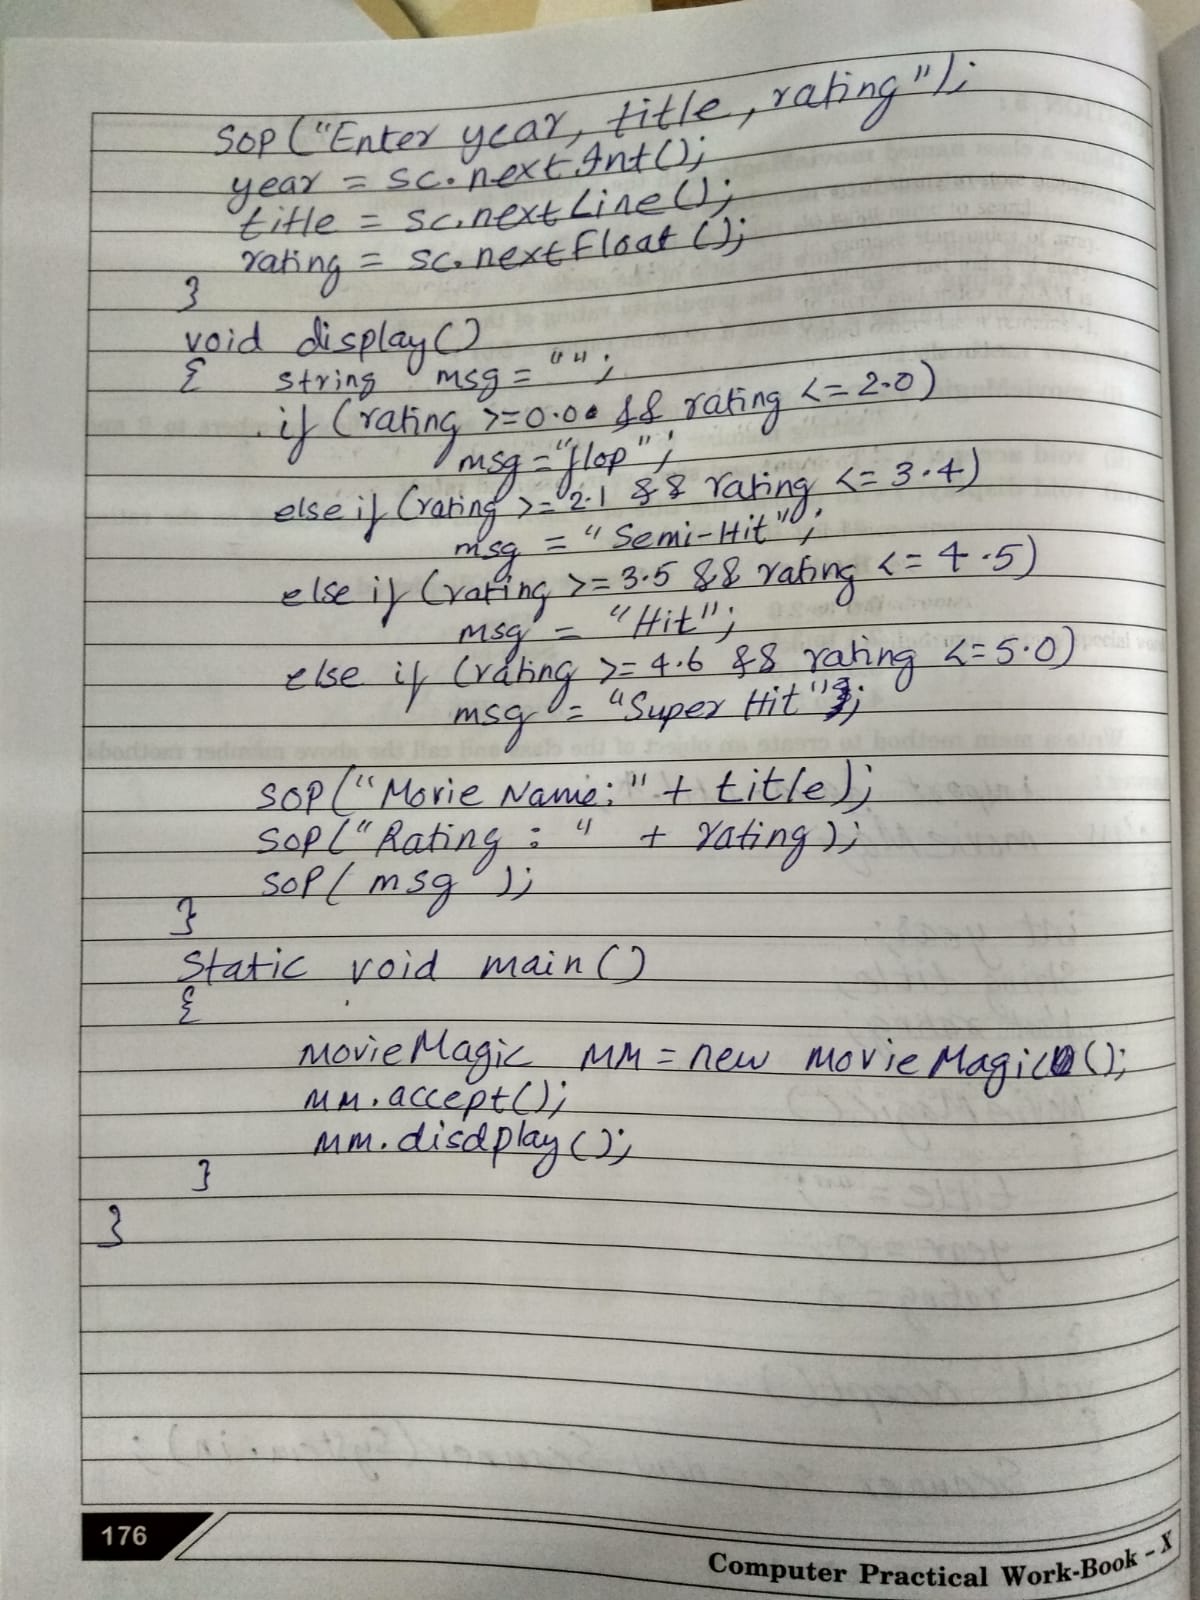 SOP("Enter year, title, rating");
year = sc.nextInt();
title = sc.nextLine();
rating = sc.nextFloat();
}
void display()
{ string msg = "";
if (rating >=0.0 && rating <=2.0)
msg = "flop";
else if (rating >= 2.1 && rating <= 3.4)
msg = "Semi-Hit";
else if (rating >= 3.5 && rating <= 4.5)
msg = "Hit";
else if (rating >= 4.6 && rating <=5.0)
msg = "Super Hit";
SOP("Movie Name:" + title);
SOP("Rating : " + rating);
SOP( msg );
}
Static void main()
{
movieMagic mm = new movieMagic();
mm.accept();
mm.disdplay();
}
}
176
Computer Practical Work-Book - X